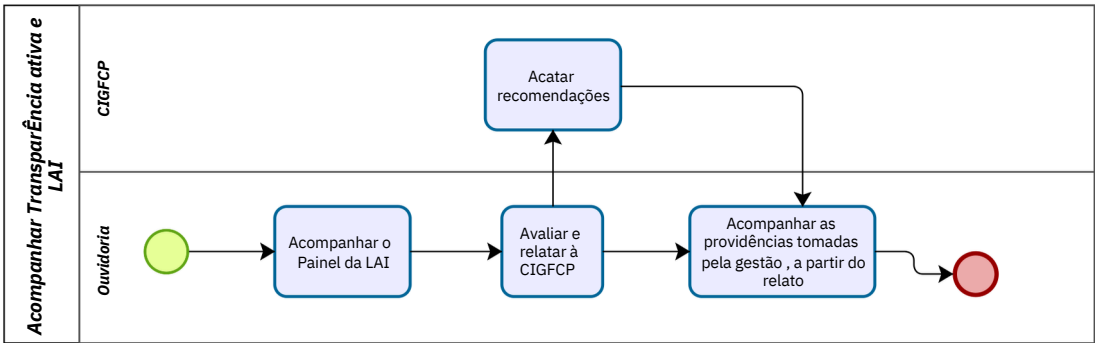 Acompanhar TransparÊncia ativa e
LAI
CIGFCP
Acatar
recomendações
Ouvidoria
Acompanhar o
Painel da LAI
Avaliar e
relatar à
CIGFCP
Acompanhar as
providências tomadas
pela gestão , a partir do
relato